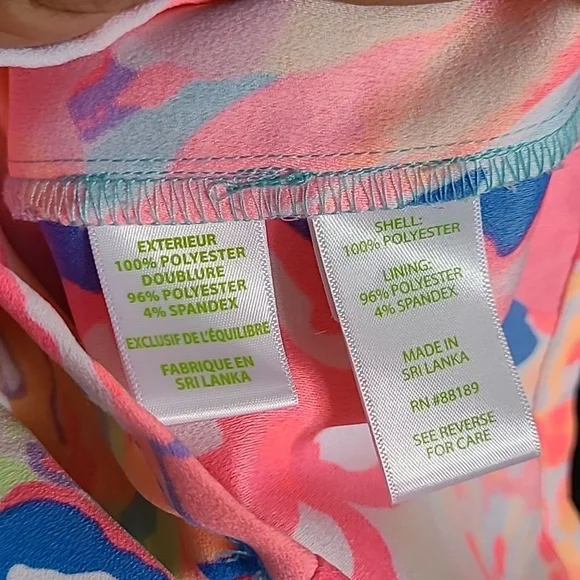 EXTERIEUR
100% POLYESTER
DOUBLURE
96% POLYESTER
4% SPANDEX
EXCLUSIF DE L'ÉQUILIBRE
FABRIQUE EN
SRI LANKA
SHELL:
100% POLYESTER
LINING:
96% POLYESTER
4% SPANDEX
MADE IN
SRI LANKA
RN #88189
SEE REVERSE
FOR CARE